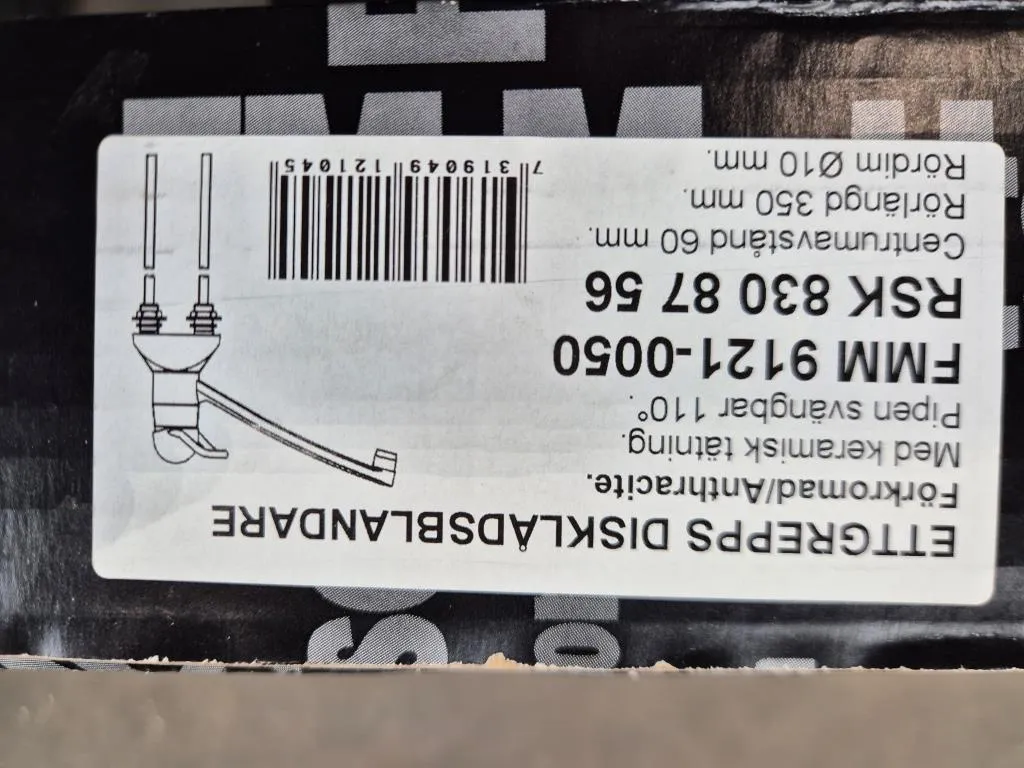 ETTGREPPS DISKLÅDSBLANDARE
Förkromad/Anthracite.
Med keramisk tätning.
Pipen svängbar 110°.
FMM 9121-0050
RSK 830 87 56
Centrumavstånd 60 mm.
Rörlängd 350 mm.
Rördim Ø10 mm.
7 319049 121045